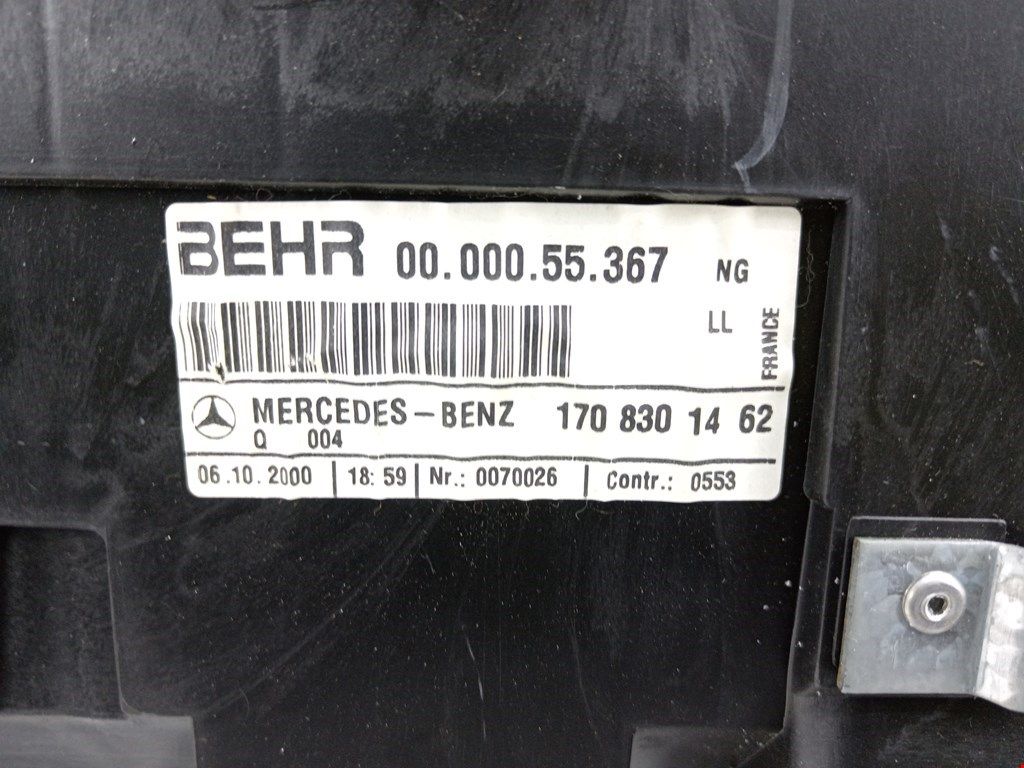 BEHR 00.000.55.367 NG
LL
FRANCE
MERCEDES-BENZ 170 830 14 62
Q 004
06.10.2000 18:59 Nr.: 0070026 Contr.: 0553